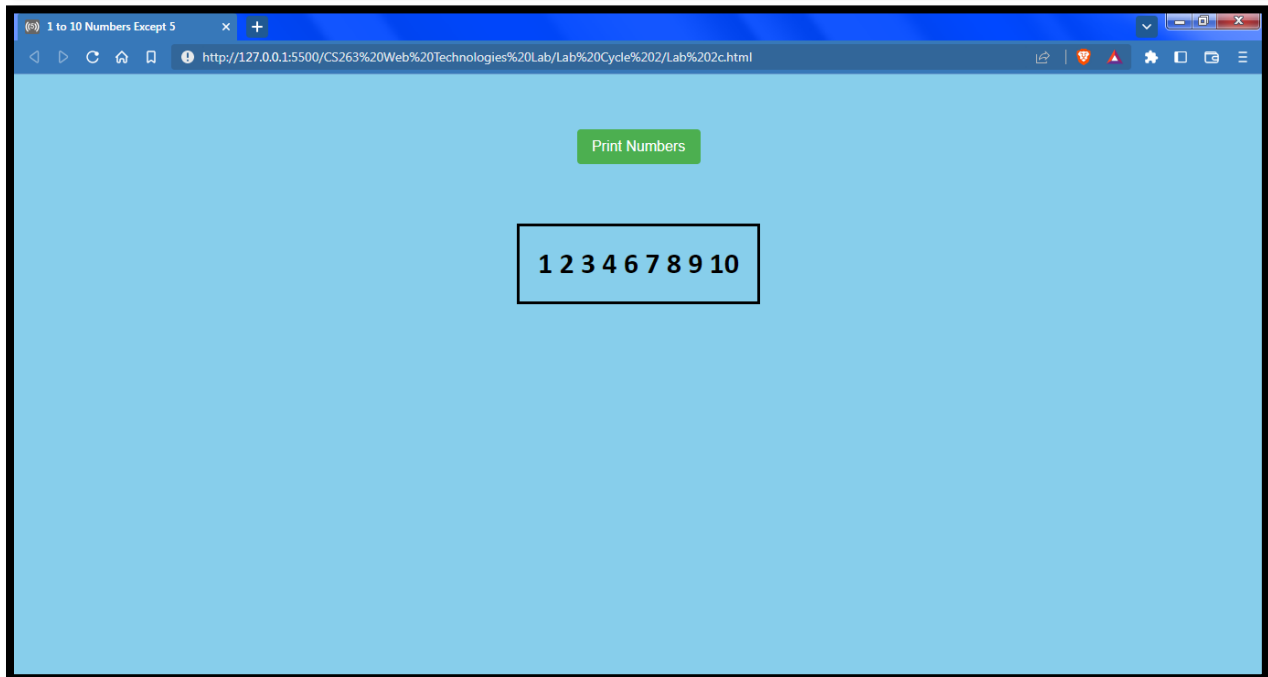 1 to 10 Numbers Except 5
http://127.0.0.1:5500/CS263%20Web%20Technologies%20Lab/Lab%20Cycle%202/Lab%202c.html
Print Numbers
1 2 3 4 6 7 8 9 10